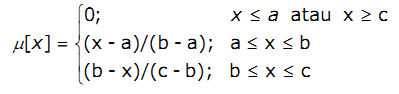 0; x ≤ a atau x ≥ c
μ[x] = (x - a)/(b - a); a ≤ x ≤ b
(b - x)/(c - b); b ≤ x ≤ c